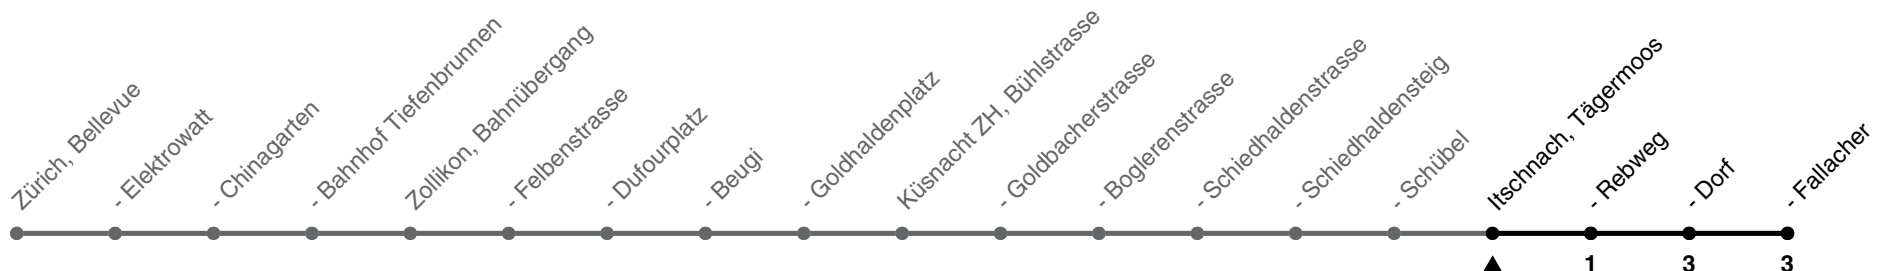 Zürich, Bellevue
- Elektrowatt
- Chinagarten
- Bahnhof Tiefenbrunnen
Zollikon, Bahnübergang
- Felbenstrasse
- Dufourplatz
- Beugi
- Goldhaldenplatz
Küsnacht ZH, Bühlstrasse
- Goldbacherstrasse
- Boglerenstrasse
- Schiedhaldenstrasse
- Schiedhaldensteig
- Schübel
Itschnach, Tägermoos
- Rebweg
- Dorf
- Fallacher
1 3 3